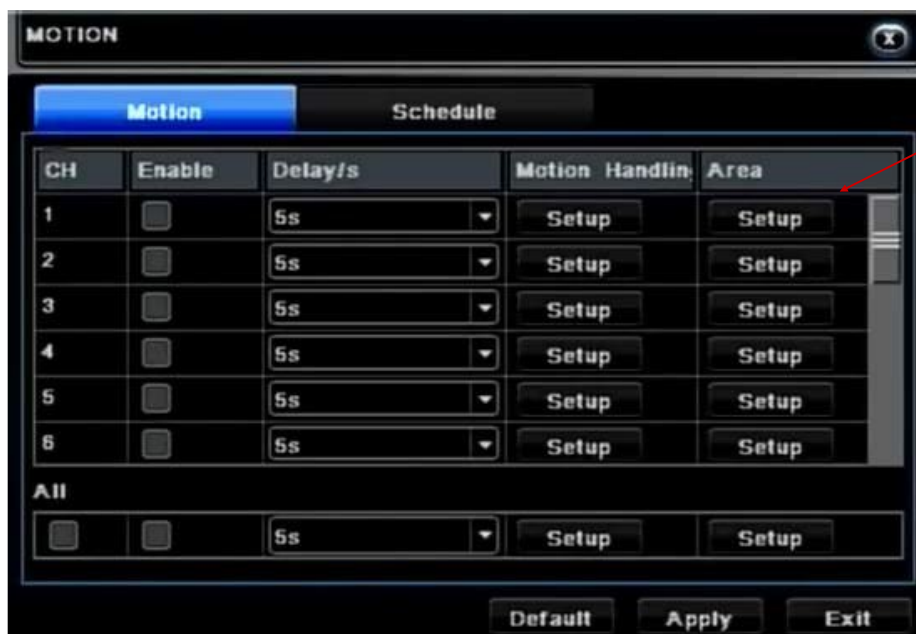 MOTION
Motion Schedule
CH Enable Delay/s Motion Handlin Area
1 5s Setup Setup
2 5s Setup Setup
3 5s Setup Setup
4 5s Setup Setup
5 5s Setup Setup
6 5s Setup Setup
All
5s Setup Setup
Default Apply Exit